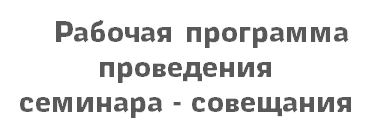 Рабочая программа
проведения
семинара - совещания